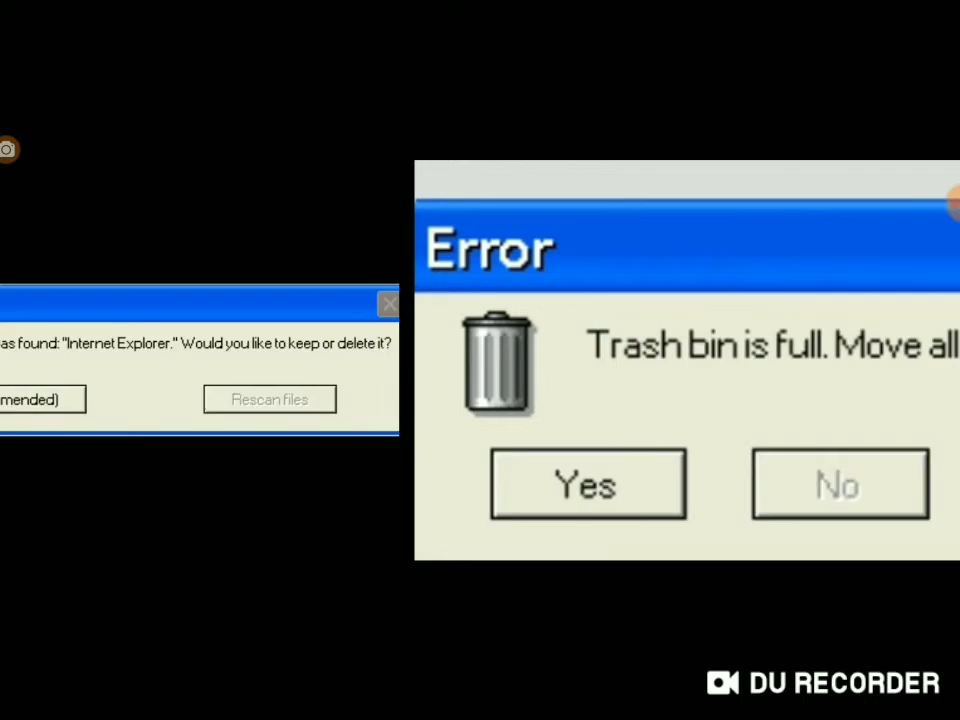 as found: "Internet Explorer." Would you like to keep or delete it?
mended)
Rescan files
Error
Trash bin is full. Move all
Yes
No
DU RECORDER